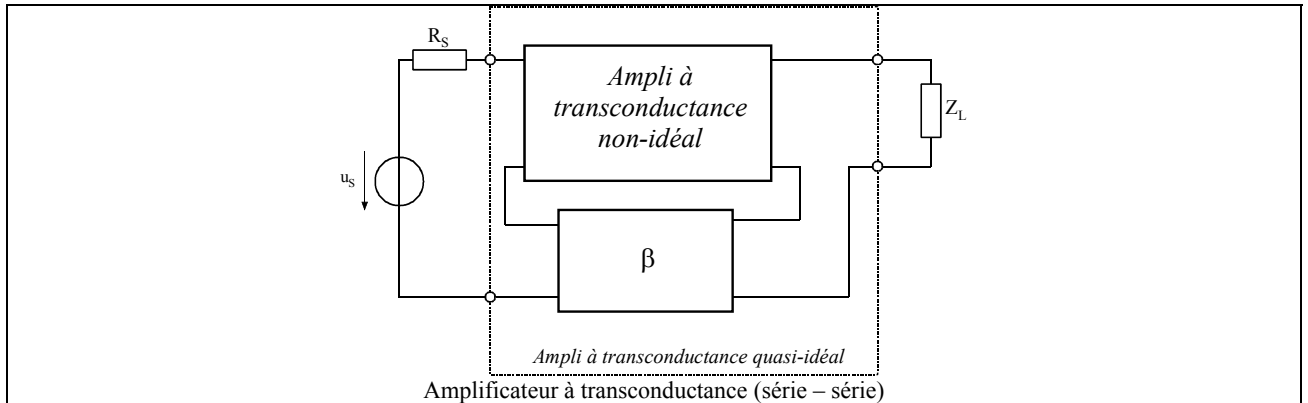 R_S
Ampli à
transconductance
non-idéal
Z_L
u_S
β
Ampli à transconductance quasi-idéal
Amplificateur à transconductance (série – série)